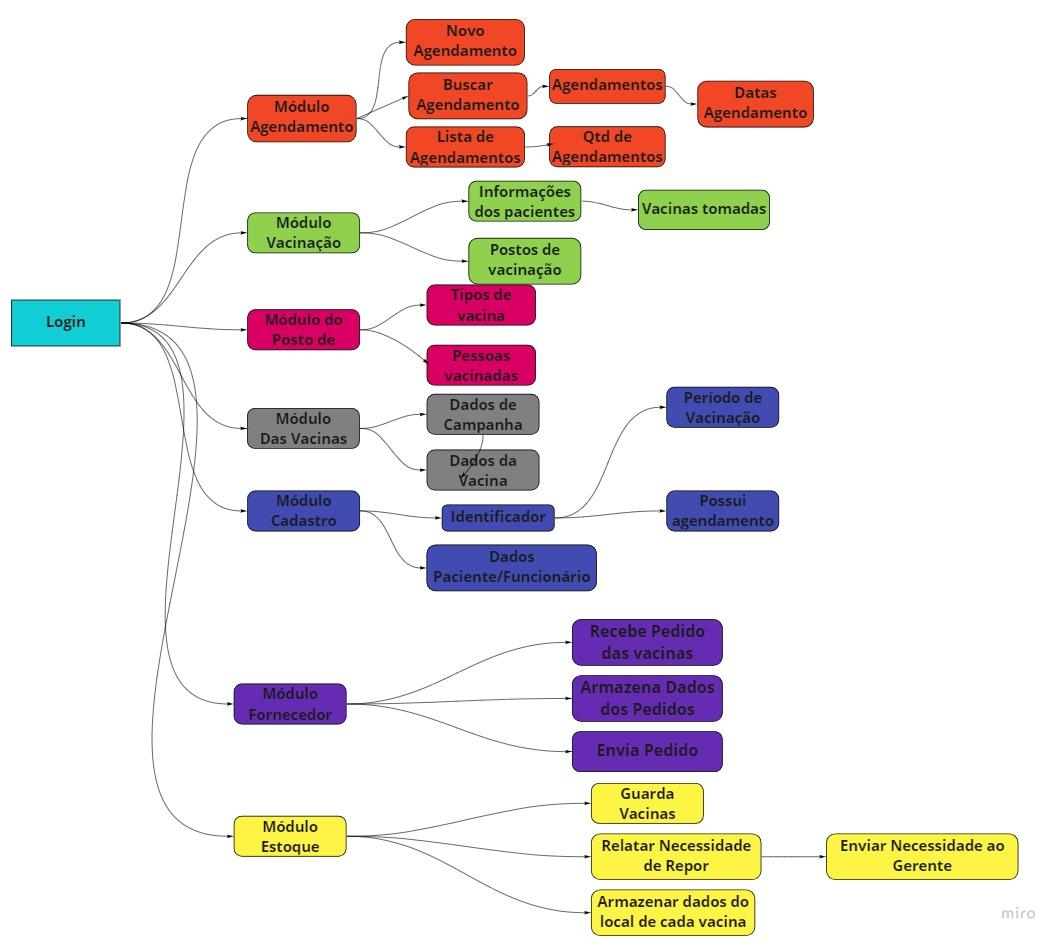 Login
Módulo
Agendamento
Novo
Agendamento
Buscar
Agendamento
Agendamentos
Datas
Agendamento
Lista de
Agendamentos
Qtd de
Agendamentos
Módulo
Vacinação
Informações
dos pacientes
Vacinas tomadas
Postos de
vacinação
Módulo do
Posto de
Tipos de
vacina
Pessoas
vacinadas
Módulo
Das Vacinas
Dados de
Campanha
Dados da
Vacina
Módulo
Cadastro
Identificador
Período de
Vacinação
Possui
agendamento
Dados
Paciente/Funcionário
Módulo
Fornecedor
Recebe Pedido
das vacinas
Armazena Dados
dos Pedidos
Envia Pedido
Módulo
Estoque
Guarda
Vacinas
Relatar Necessidade
de Repor
Enviar Necessidade ao
Gerente
Armazenar dados do
local de cada vacina
miro